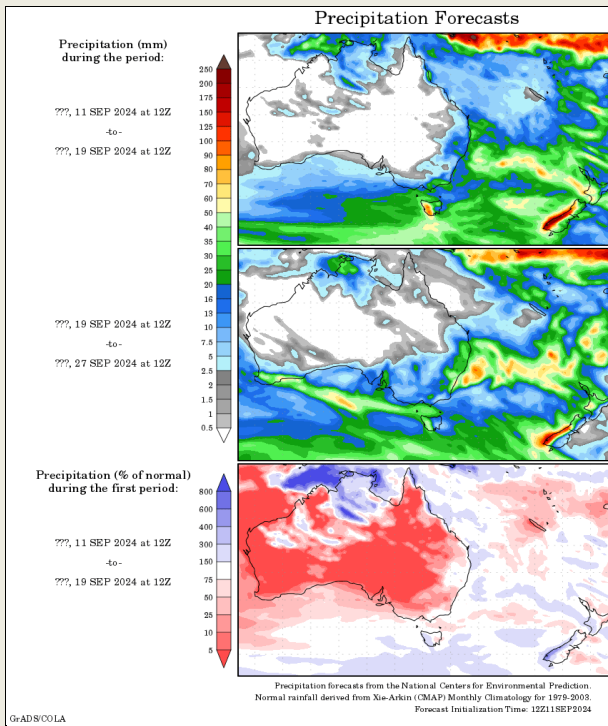 Precipitation Forecasts
Precipitation (mm)
during the period:
???, 11 SEP 2024 at 12Z
-to-
???, 19 SEP 2024 at 12Z
250
200
175
150
125
100
90
80
70
60
50
40
35
30
25
20
16
13
10
7.5
5
2.5
2
1.5
1
0.5
???, 19 SEP 2024 at 12Z
-to-
???, 27 SEP 2024 at 12Z
Precipitation (% of normal)
during the first period:
???, 11 SEP 2024 at 12Z
-to-
???, 19 SEP 2024 at 12Z
800
600
400
300
150
75
50
25
10
5
Precipitation forecasts from the National Centers for Environmental Prediction.
Normal rainfall derived from Xie-Arkin (CMAP) Monthly Climatology for 1979-2003.
Forecast Initialization Time: 12Z11SEP2024
GrADS/COLA